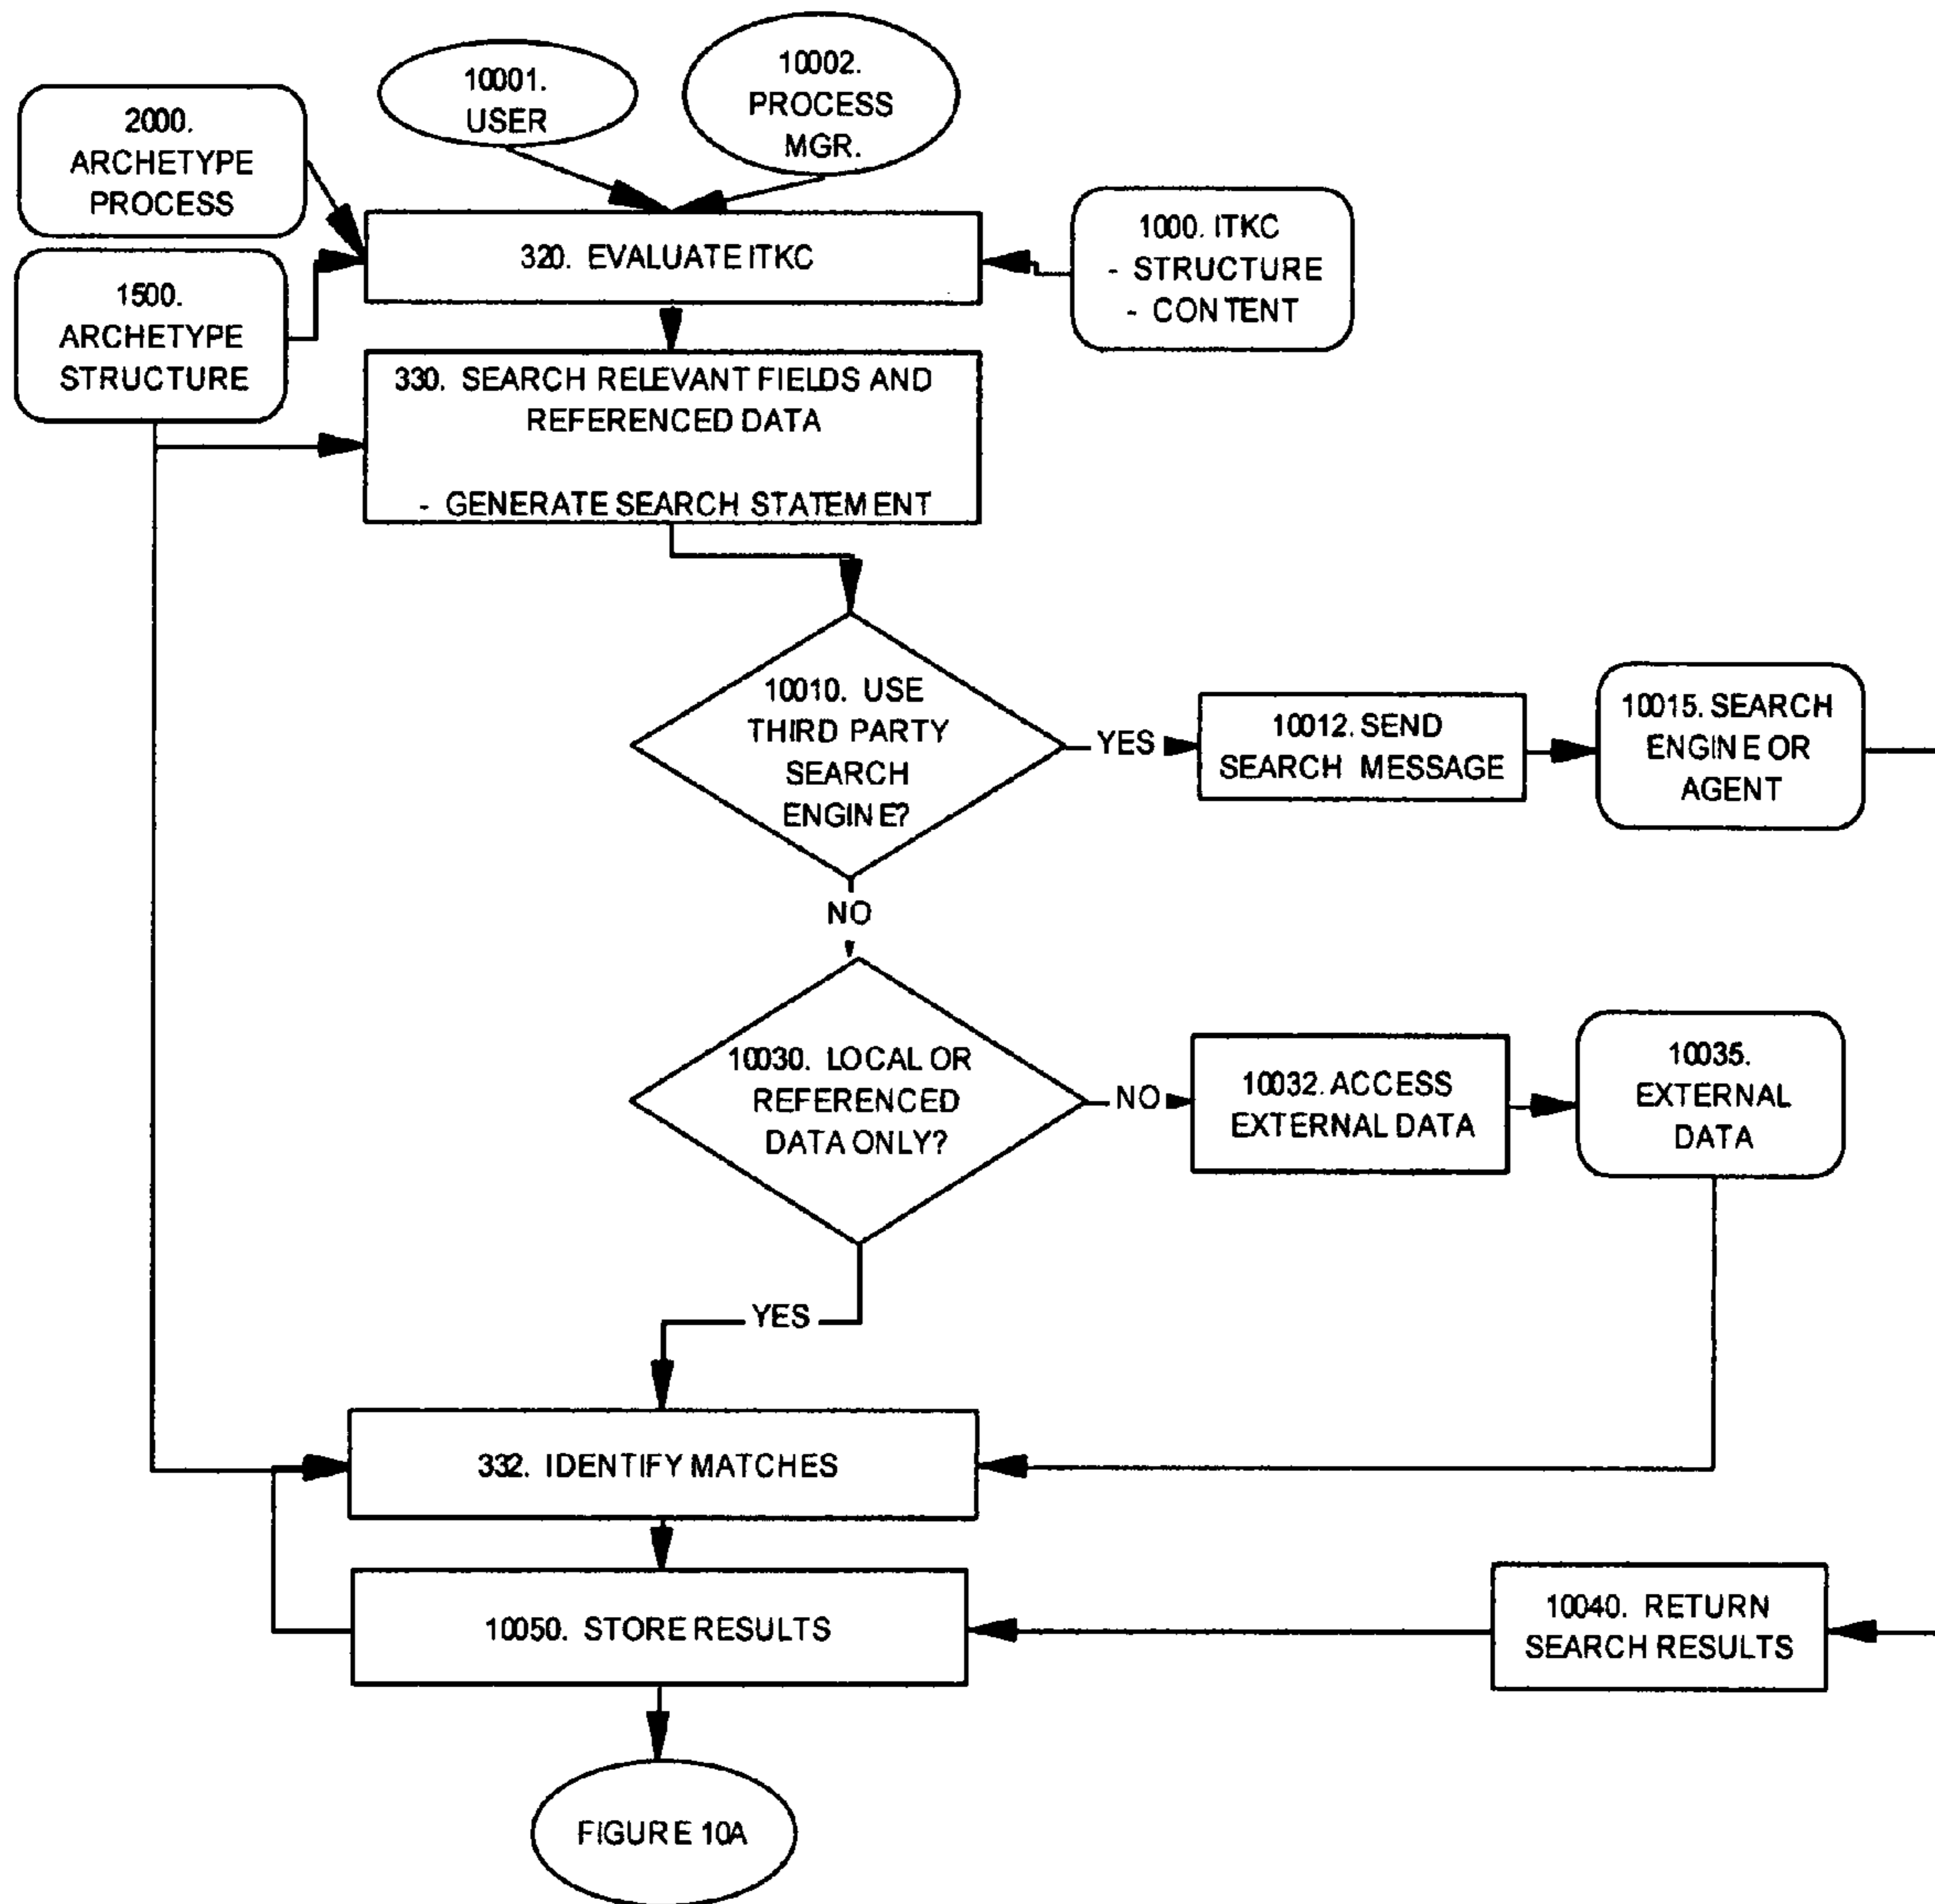 10001.
USER
10002.
PROCESS
MGR.
2000.
ARCHETYPE
PROCESS
320. EVALUATE ITKC
1000. ITKC
- STRUCTURE
- CONTENT
1500.
ARCHETYPE
STRUCTURE
330. SEARCH RELEVANT FIELDS AND
REFERENCED DATA
- GENERATE SEARCH STATEMENT
10010. USE
THIRD PARTY
SEARCH
ENGINE?
YES
10012. SEND
SEARCH MESSAGE
10015. SEARCH
ENGINE OR
AGENT
NO
10030. LOCAL OR
REFERENCED
DATA ONLY?
NO
10032. ACCESS
EXTERNAL DATA
10035.
EXTERNAL
DATA
YES
332. IDENTIFY MATCHES
10050. STORE RESULTS
10040. RETURN
SEARCH RESULTS
FIGURE 10A